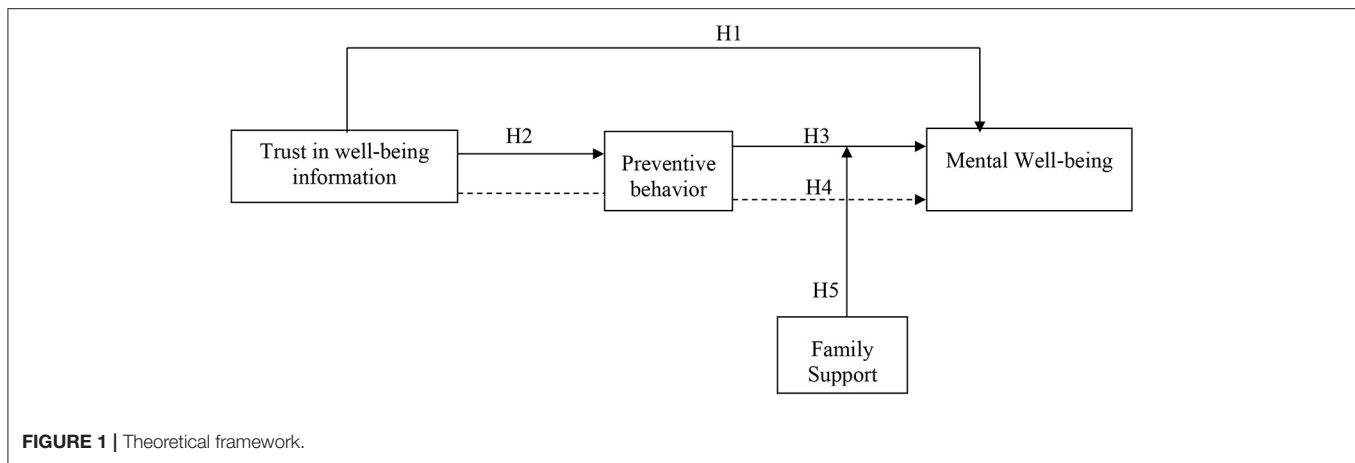 H1
Trust in well-being
information
H2
Preventive
behavior
H3
H4
Mental Well-being
H5
Family
Support
FIGURE 1 | Theoretical framework.